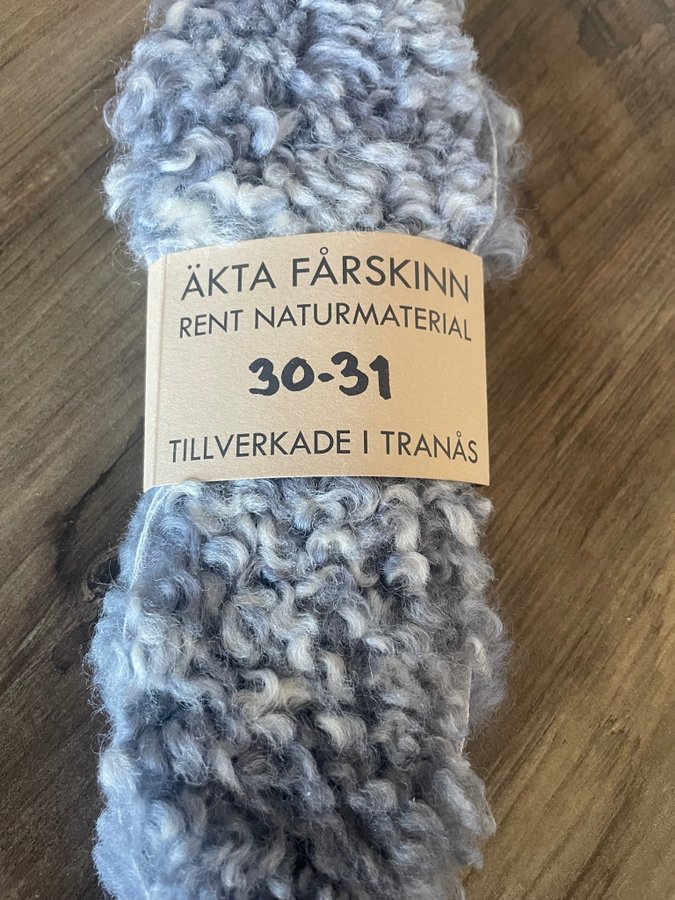 ÄKTA FÅRSKINN
RENT NATURMATERIAL
30-31
TILLVERKADE I TRANÅS